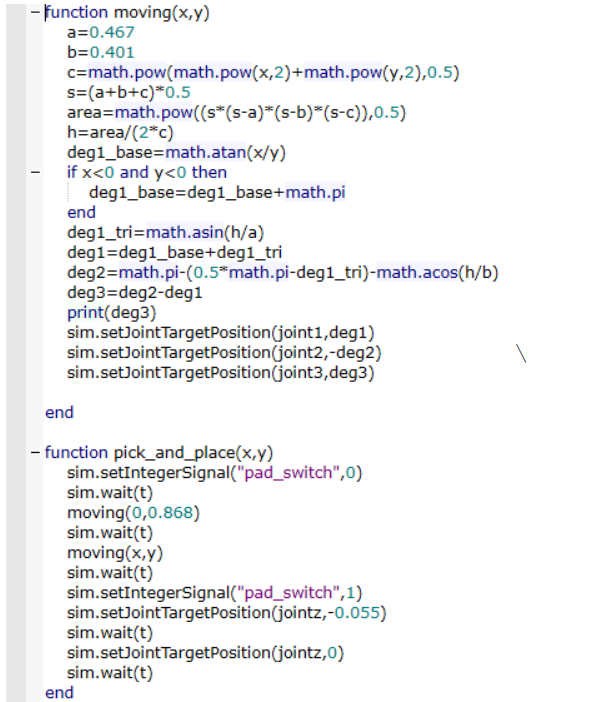 function moving(x,y)
a=0.467
b=0.401
c=math.pow(math.pow(x,2)+math.pow(y,2),0.5)
s=(a+b+c)*0.5
area=math.pow((s*(s-a)*(s-b)*(s-c)),0.5)
h=area/(2*c)
deg1_base=math.atan(x/y)
if x<0 and y<0 then
deg1_base=deg1_base+math.pi
end
deg1_tri=math.asin(h/a)
deg1=deg1_base+deg1_tri
deg2=math.pi-(0.5*math.pi-deg1_tri)-math.acos(h/b)
deg3=deg2-deg1
print(deg3)
sim.setJointTargetPosition(joint1,deg1)
sim.setJointTargetPosition(joint2,-deg2)
sim.setJointTargetPosition(joint3,deg3)
end
function pick_and_place(x,y)
sim.setIntegerSignal("pad_switch",0)
sim.wait(t)
moving(0,0.868)
sim.wait(t)
moving(x,y)
sim.wait(t)
sim.setIntegerSignal("pad_switch",1)
sim.setJointTargetPosition(jointz,-0.055)
sim.wait(t)
sim.setJointTargetPosition(jointz,0)
sim.wait(t)
end